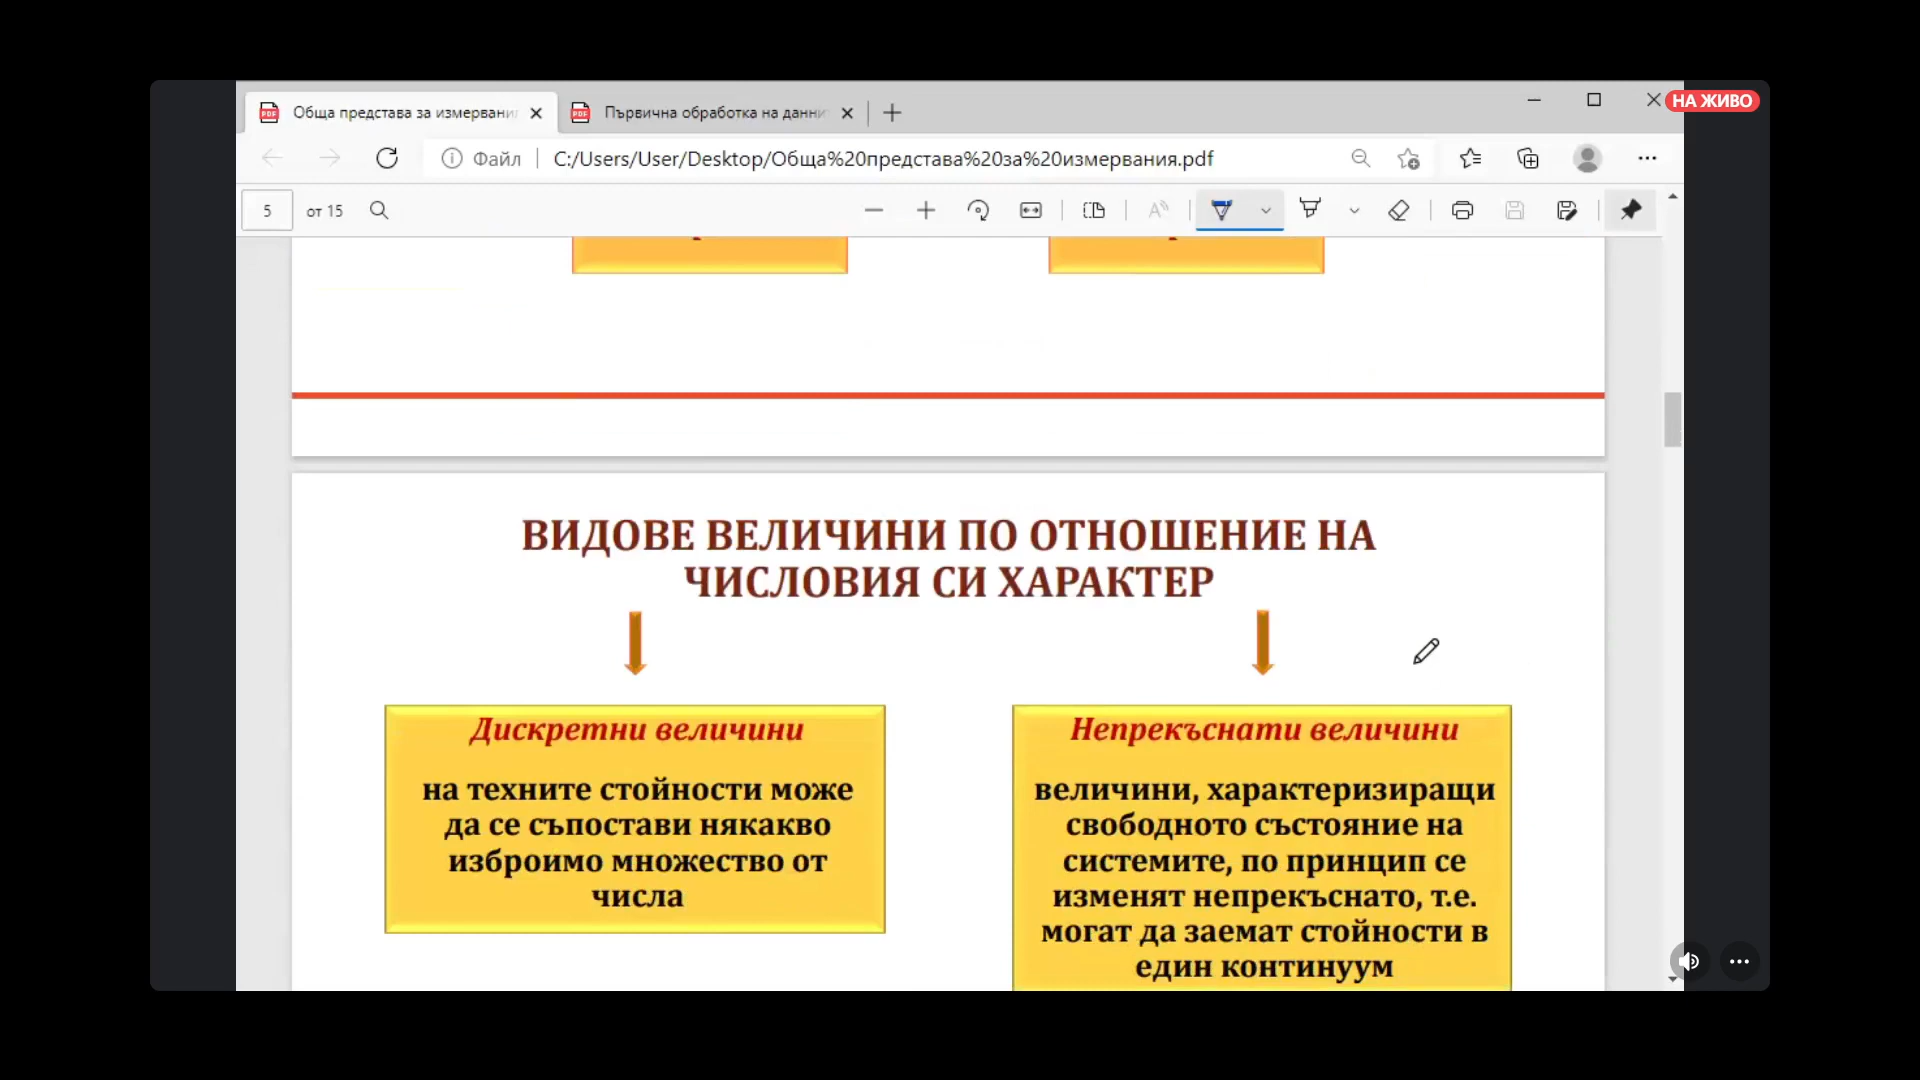 Обща представа за измервани
Първична обработка на данни
НА ЖИВО
Файл
C:/Users/User/Desktop/Обща%20представа%20за%20измервания.pdf
5 от 15
ВИДОВЕ ВЕЛИЧИНИ ПО ОТНОШЕНИЕ НА
ЧИСЛОВИЯ СИ ХАРАКТЕР
Дискретни величини
на техните стойности може
да се съпостави някакво
изброимо множество от
числа
Непрекъснати величини
величини, характеризиращи
свободното състояние на
системите, по принцип се
изменят непрекъснато, т.е.
могат да заемат стойности в
един континуум